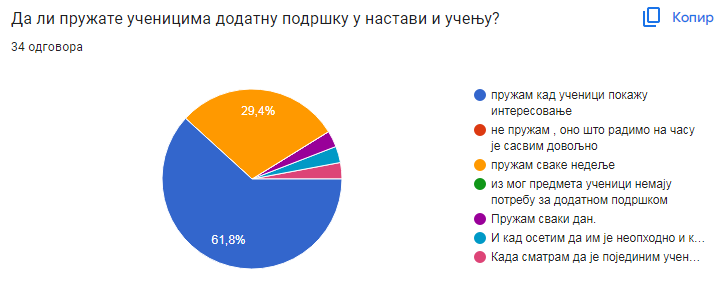 Да ли пружате ученицима додатну подршку у настави и учењу?
Копир
34 одговора
29,4%
61,8%
пружам кад ученици покажу
интересовање
не пружам , оно што радимо на часу
је сасвим довољно
пружам сваке недеље
из мог предмета ученици немају
потребу за додатном подршком
Пружам сваки дан.
И кад осетим да им је неопходно и к...
Када сматрам да је појединим учен...